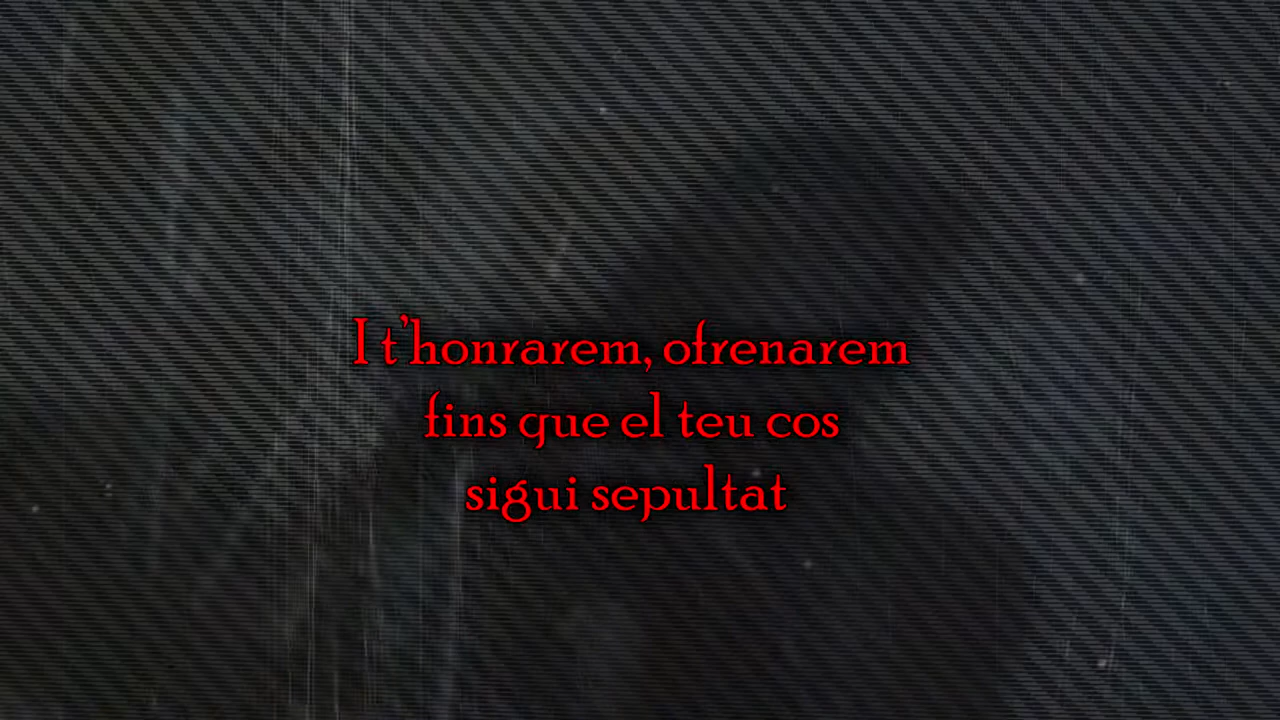 I t'honrarem, ofrenarem
fins que el teu cos
sigui sepultat